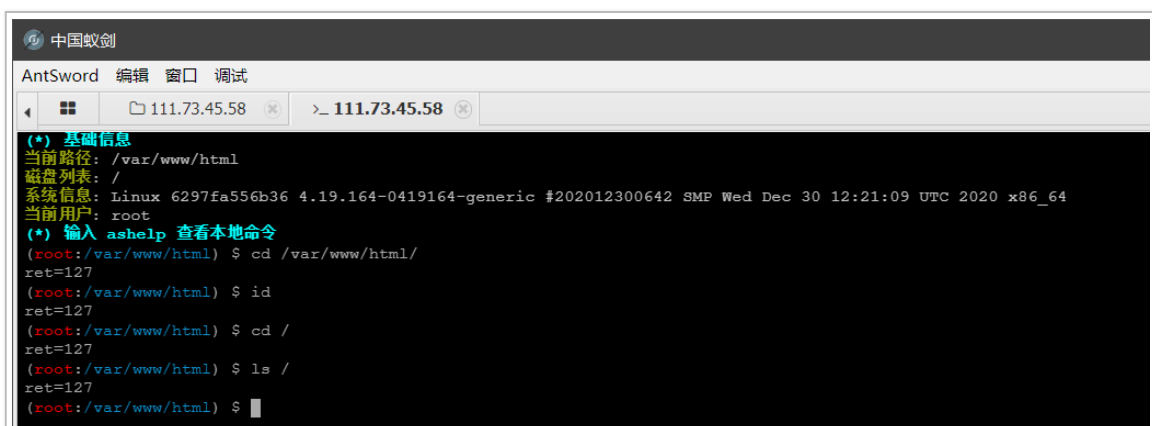 中国蚁剑
AntSword 编辑 窗口 调试
111.73.45.58 >_ 111.73.45.58
(*) 基础信息
当前路径: /var/www/html
磁盘列表: /
系统信息: Linux 6297fa556b36 4.19.164-0419164-generic #202012300642 SMP Wed Dec 30 12:21:09 UTC 2020 x86_64
当前用户: root
(*) 输入 ashelp 查看本地命令
(root:/var/www/html) $ cd /var/www/html/
ret=127
(root:/var/www/html) $ id
ret=127
(root:/var/www/html) $ cd /
ret=127
(root:/var/www/html) $ ls /
ret=127
(root:/var/www/html) $